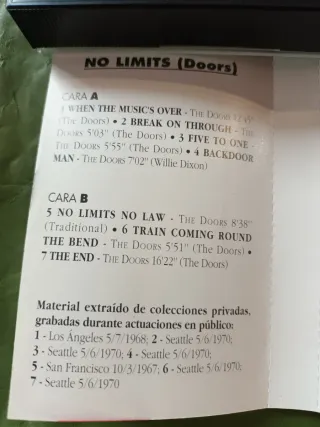 NO LIMITS (Doors)
CARA A
1 WHEN THE MUSIC'S OVER - THE DOORS 12'45"
(The Doors) • 2 BREAK ON THROUGH - THE
DOORS 5'03" (The Doors) • 3 FIVE TO ONE -
THE DOORS 5'55" (The Doors) • 4 BACKDOOR
MAN - THE DOORS 7'02" (Willie Dixon)
CARA B
5 NO LIMITS NO LAW - THE DOORS 8'38"
(Traditional) • 6 TRAIN COMING ROUND
THE BEND - THE DOORS 5'51" (The Doors) •
7 THE END - THE DOORS 16'22" (The Doors)
Material extraído de colecciones privadas,
grabadas durante actuaciones en público:
1 - Los Ángeles 5/7/1968; 2 - Seattle 5/6/1970;
3 - Seattle 5/6/1970; 4 - Seattle 5/6/1970;
5 - San Francisco 10/3/1967; 6 - Seattle 5/6/1970;
7 - Seattle 5/6/1970